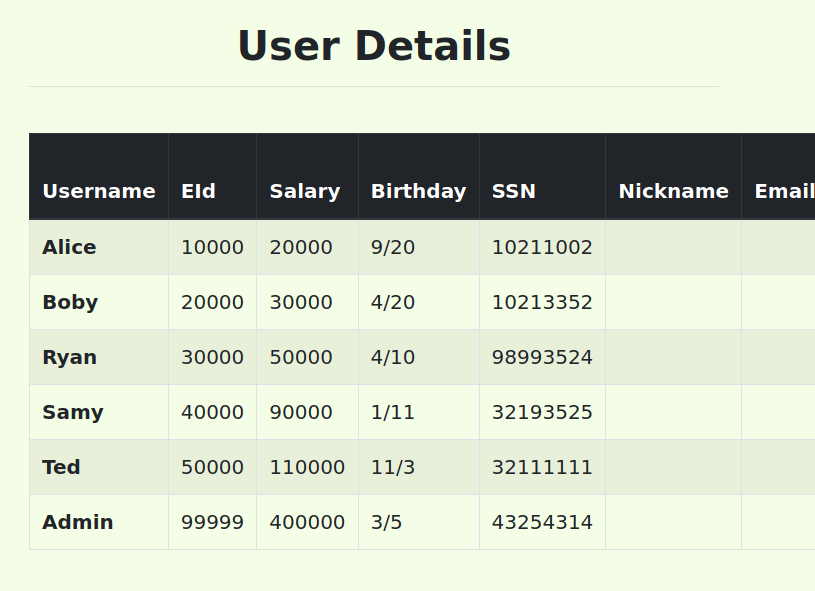 User Details
Username EId Salary Birthday SSN Nickname Email
Alice 10000 20000 9/20 10211002
Boby 20000 30000 4/20 10213352
Ryan 30000 50000 4/10 98993524
Samy 40000 90000 1/11 32193525
Ted 50000 110000 11/3 32111111
Admin 99999 400000 3/5 43254314